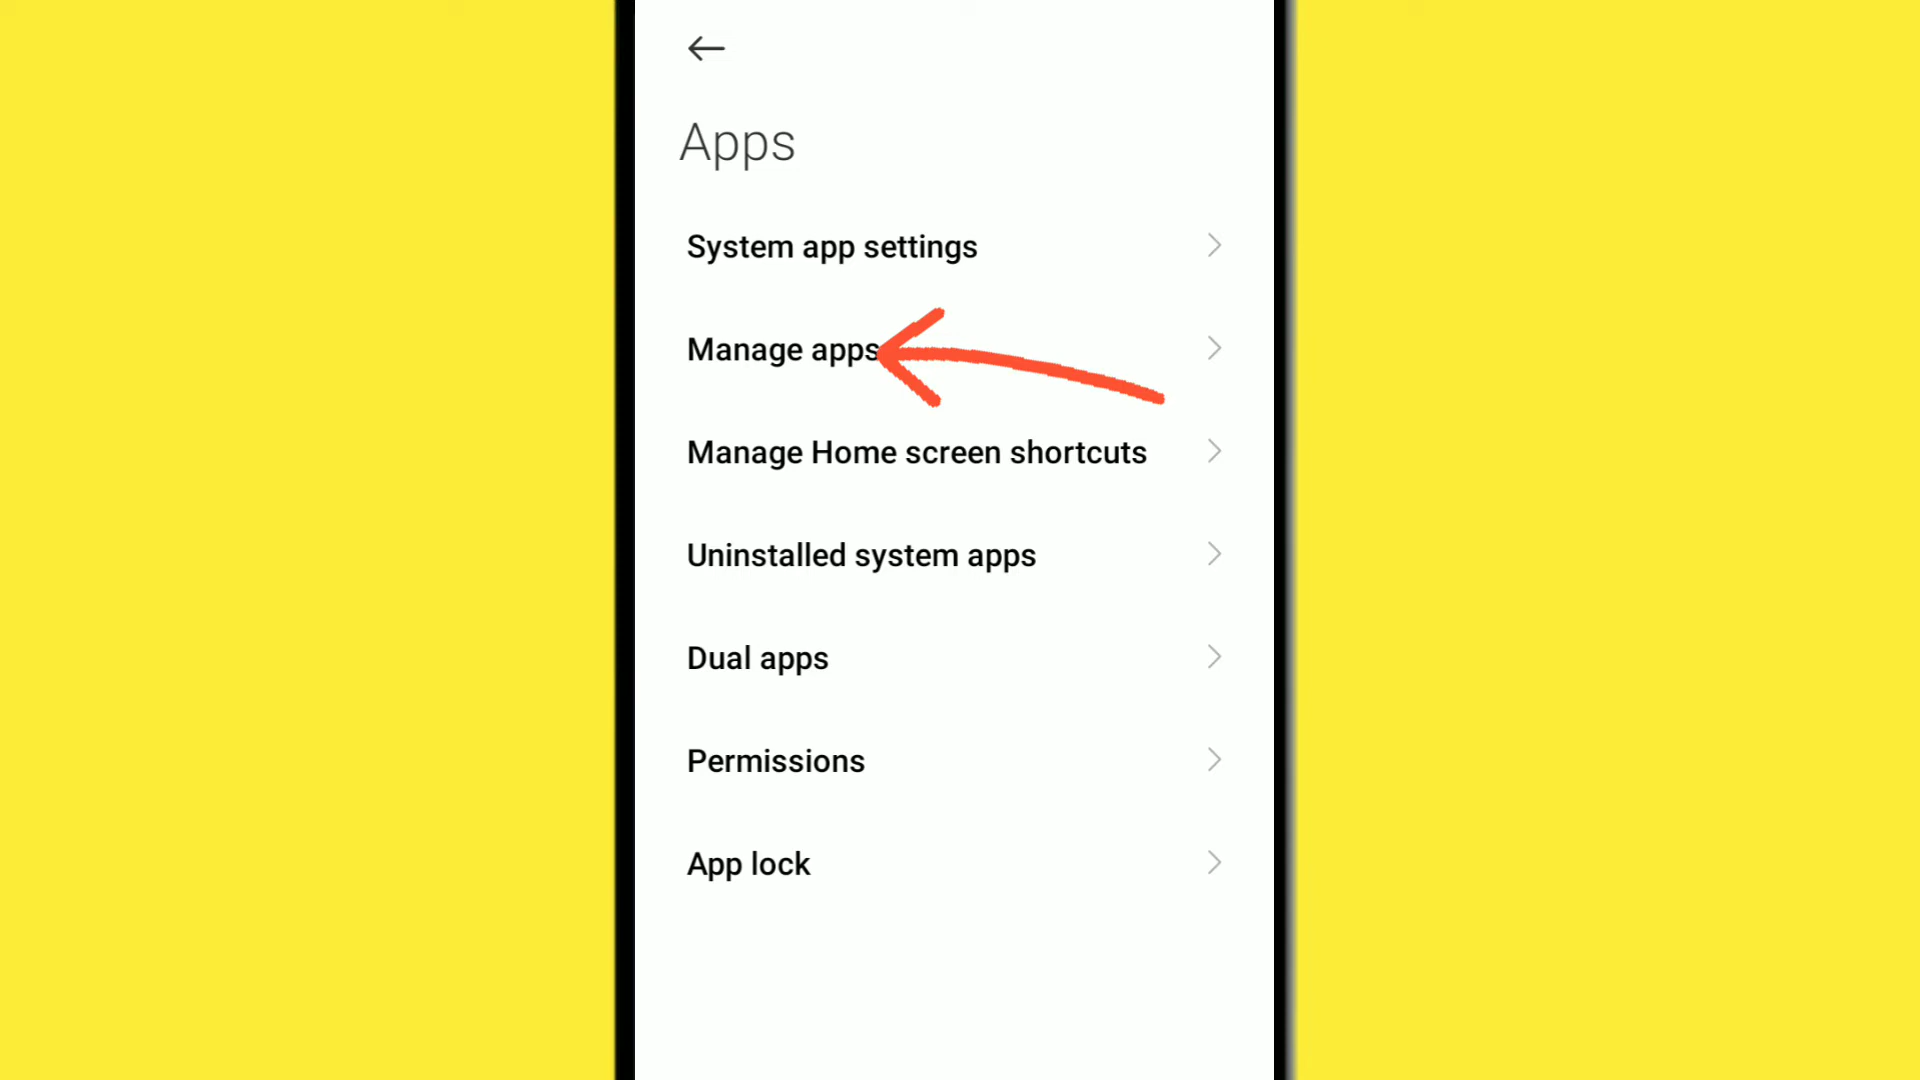 Apps
System app settings
Manage apps
Manage Home screen shortcuts
Uninstalled system apps
Dual apps
Permissions
App lock